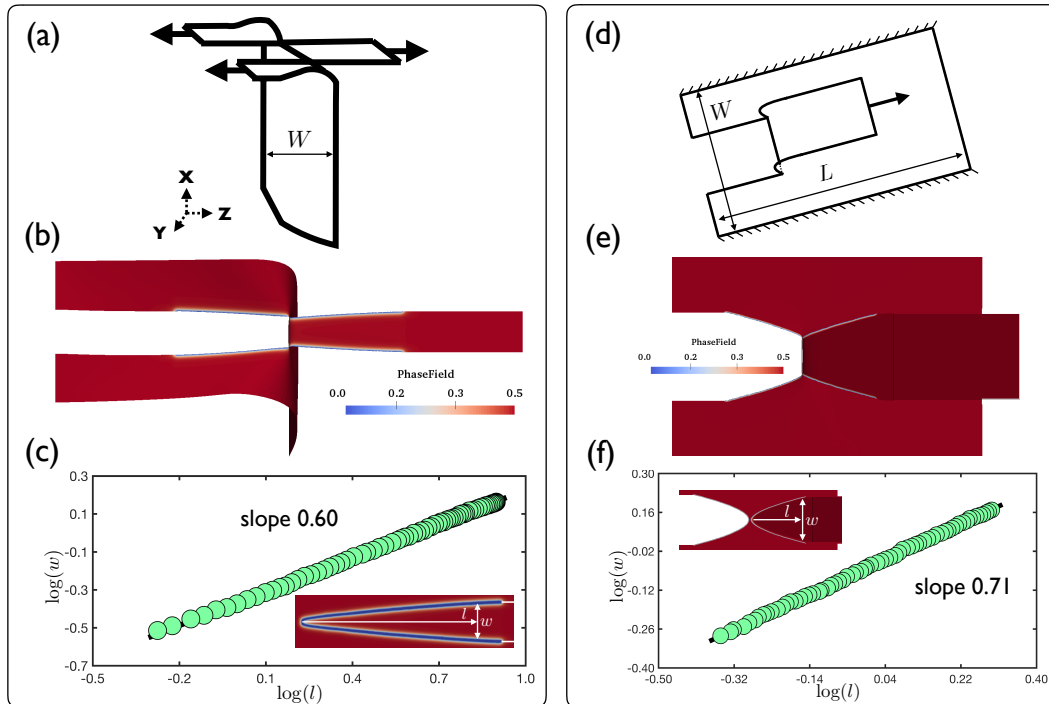 (a)
W
X
Y
Z
(b)
PhaseField
0.0 0.2 0.3 0.5
(c)
0.3
0.1
-0.1
-0.3
-0.5
-0.7
log(w)
slope 0.60
l
w
-0.5 -0.2 0.1 0.4 0.7 1.0
log(l)
(d)
W
L
(e)
PhaseField
0.0 0.2 0.3 0.5
(f)
0.30
0.16
-0.02
-0.12
-0.26
-0.40
log(w)
l
w
slope 0.71
-0.50 -0.32 -0.14 0.04 0.22 0.40
log(l)